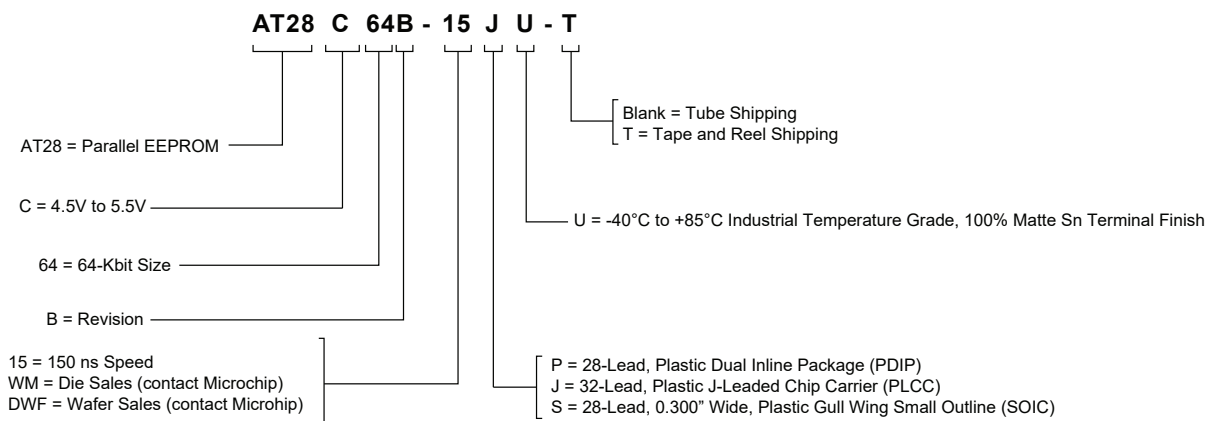 AT28 C 64B - 15 J U - T
Blank = Tube Shipping
T = Tape and Reel Shipping
AT28 = Parallel EEPROM
C = 4.5V to 5.5V
U = -40°C to +85°C Industrial Temperature Grade, 100% Matte Sn Terminal Finish
64 = 64-Kbit Size
B = Revision
15 = 150 ns Speed
WM = Die Sales (contact Microchip)
DWF = Wafer Sales (contact Microhip)
P = 28-Lead, Plastic Dual Inline Package (PDIP)
J = 32-Lead, Plastic J-Leaded Chip Carrier (PLCC)
S = 28-Lead, 0.300” Wide, Plastic Gull Wing Small Outline (SOIC)